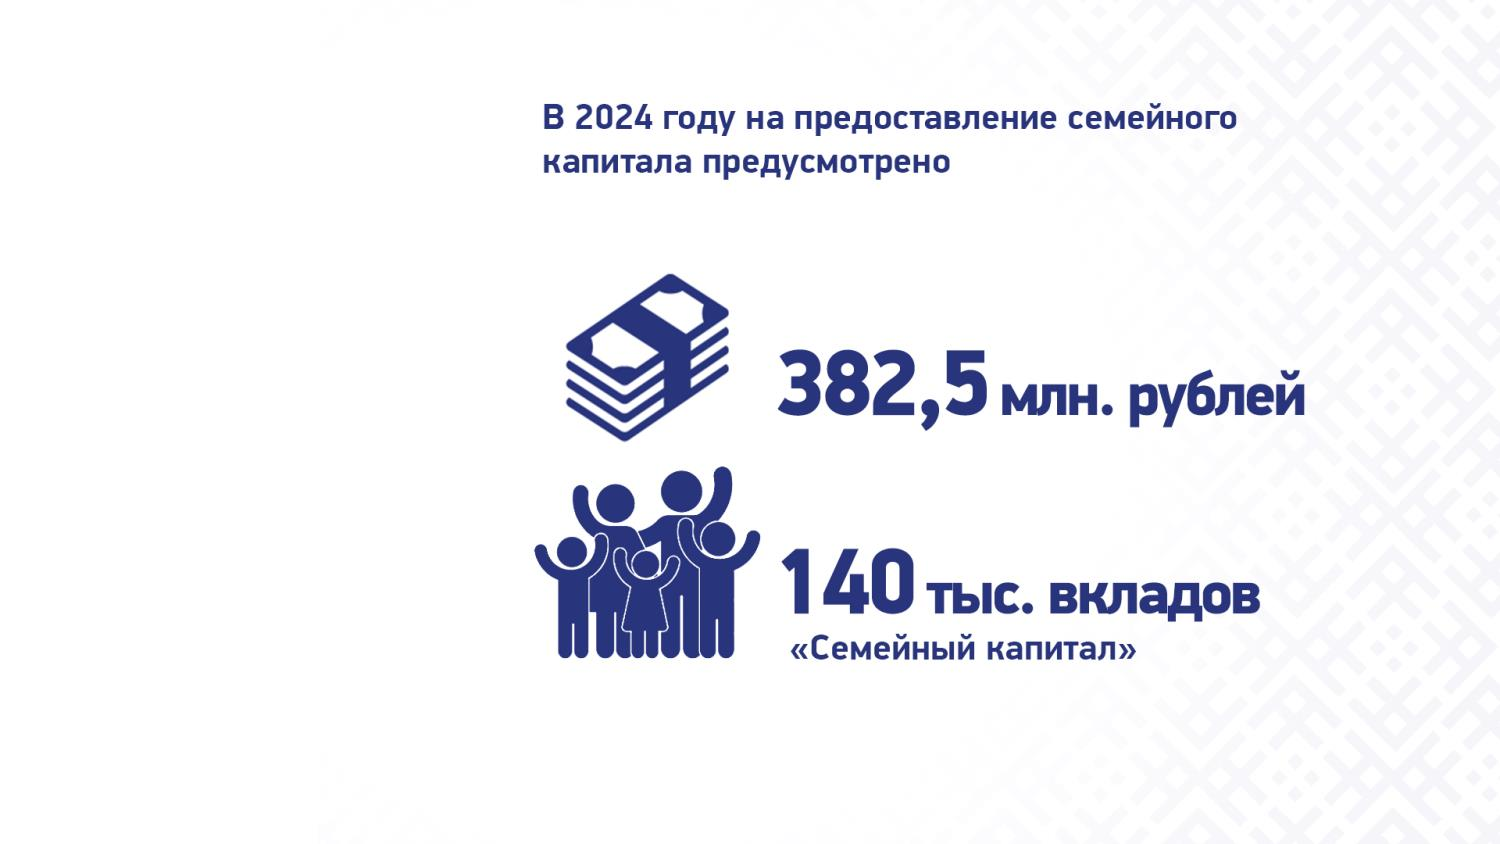 В 2024 году на предоставление семейного
капитала предусмотрено
382,5 млн. рублей
140 тыс. вкладов
«Семейный капитал»